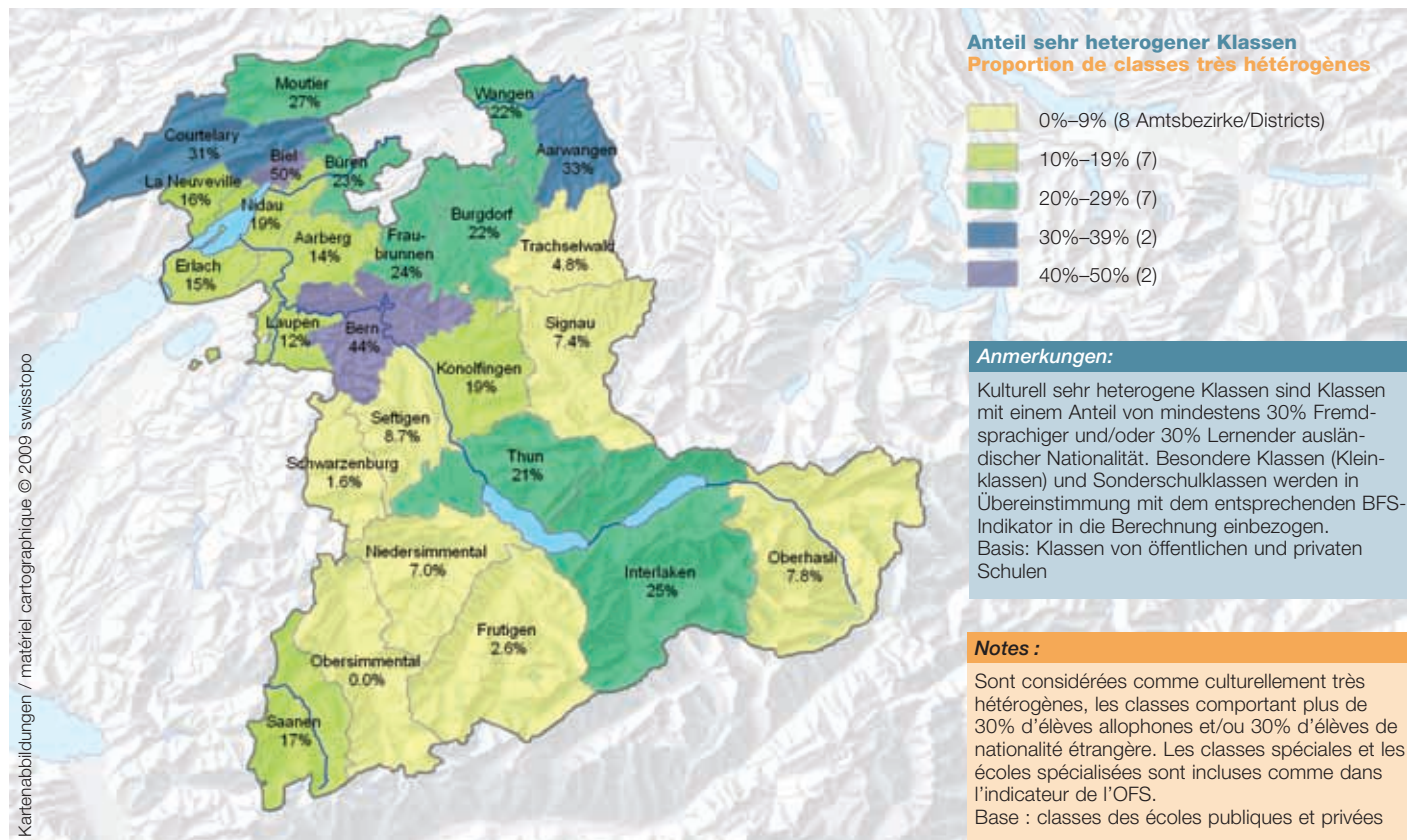 Anteil sehr heterogener Klassen
Proportion de classes très hétérogènes
0%–9% (8 Amtsbezirke/Districts)
10%–19% (7)
20%–29% (7)
30%–39% (2)
40%–50% (2)
Moutier
27%
Wangen
22%
Courtelary
31%
Biel
50%
Büren
23%
Aarwangen
33%
La Neuveville
16%
Nidau
19%
Aarberg
14%
Frau-
brunnen
24%
Burgdorf
22%
Trachselwald
4.8%
Erlach
15%
Laupen
12%
Bern
44%
Signau
7.4%
Konolfingen
19%
Seftigen
8.7%
Schwarzenburg
1.6%
Thun
21%
Niedersimmental
7.0%
Interlaken
25%
Oberhasli
7.8%
Frutigen
2.6%
Obersimmental
0.0%
Saanen
17%
Anmerkungen:
Kulturell sehr heterogene Klassen sind Klassen
mit einem Anteil von mindestens 30% Fremd-
sprachiger und/oder 30% Lernender auslän-
discher Nationalität. Besondere Klassen (Klein-
klassen) und Sonderschulklassen werden in
Übereinstimmung mit dem entsprechenden BFS-
Indikator in die Berechnung einbezogen.
Basis: Klassen von öffentlichen und privaten
Schulen
Notes :
Sont considérées comme culturellement très
hétérogènes, les classes comportant plus de
30% d'élèves allophones et/ou 30% d'élèves de
nationalité étrangère. Les classes spéciales et les
écoles spécialisées sont incluses comme dans
l'indicateur de l'OFS.
Base : classes des écoles publiques et privées
Kartenabbildungen / matériel cartographique © 2009 swisstopo